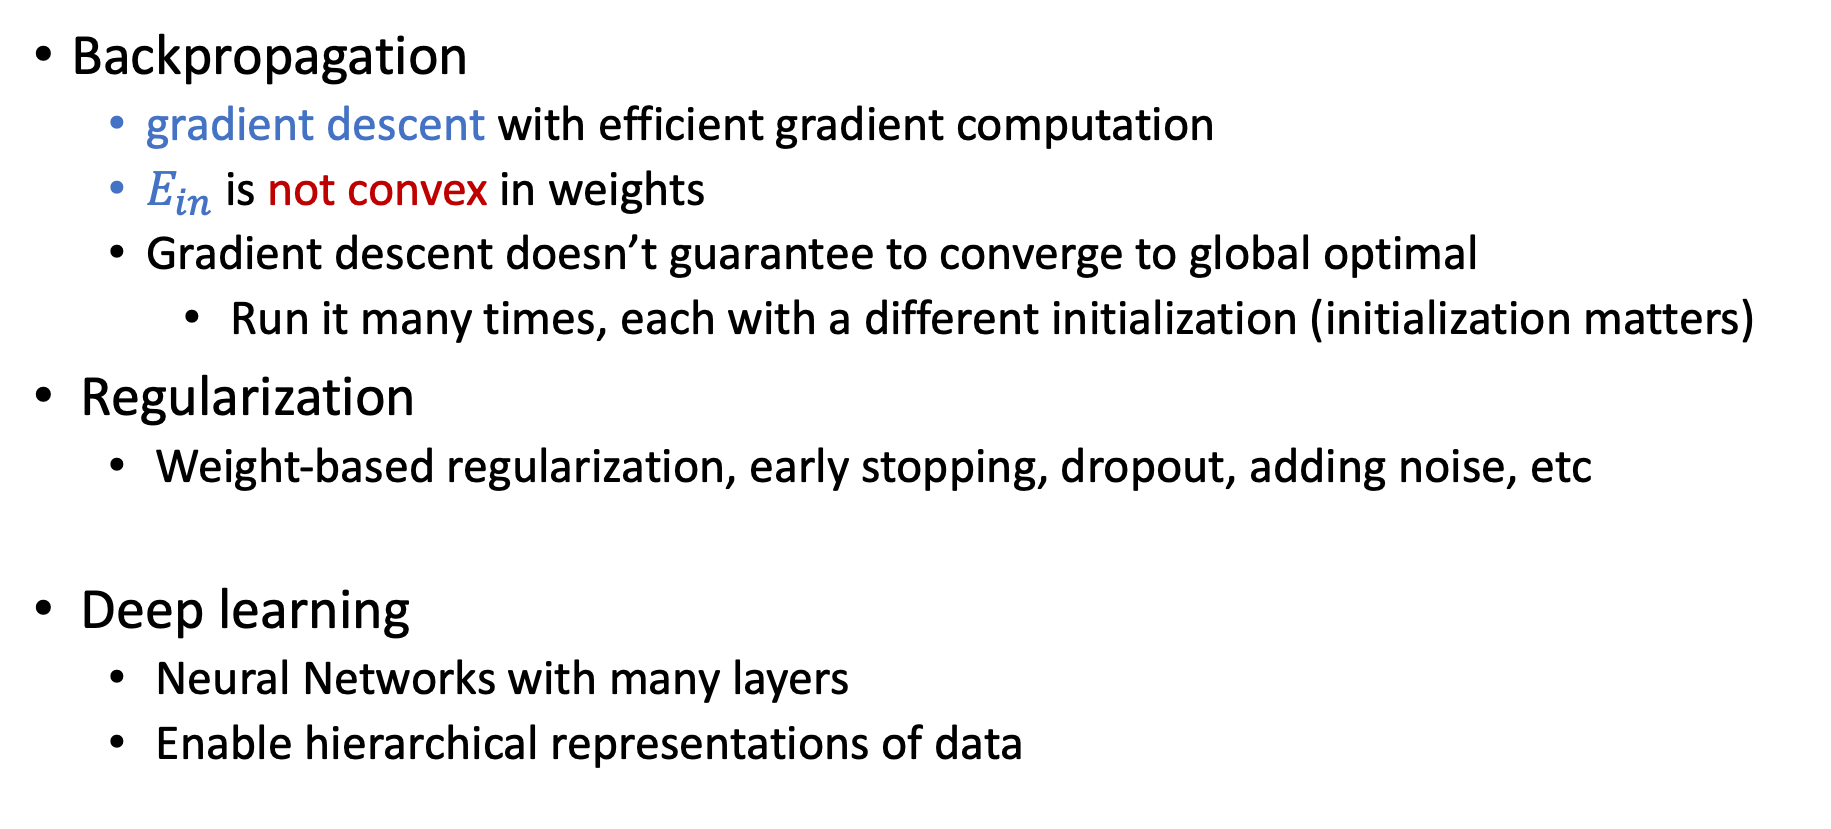 • Backpropagation
• gradient descent with efficient gradient computation
• E_in is not convex in weights
• Gradient descent doesn’t guarantee to converge to global optimal
• Run it many times, each with a different initialization (initialization matters)
• Regularization
• Weight-based regularization, early stopping, dropout, adding noise, etc
• Deep learning
• Neural Networks with many layers
• Enable hierarchical representations of data